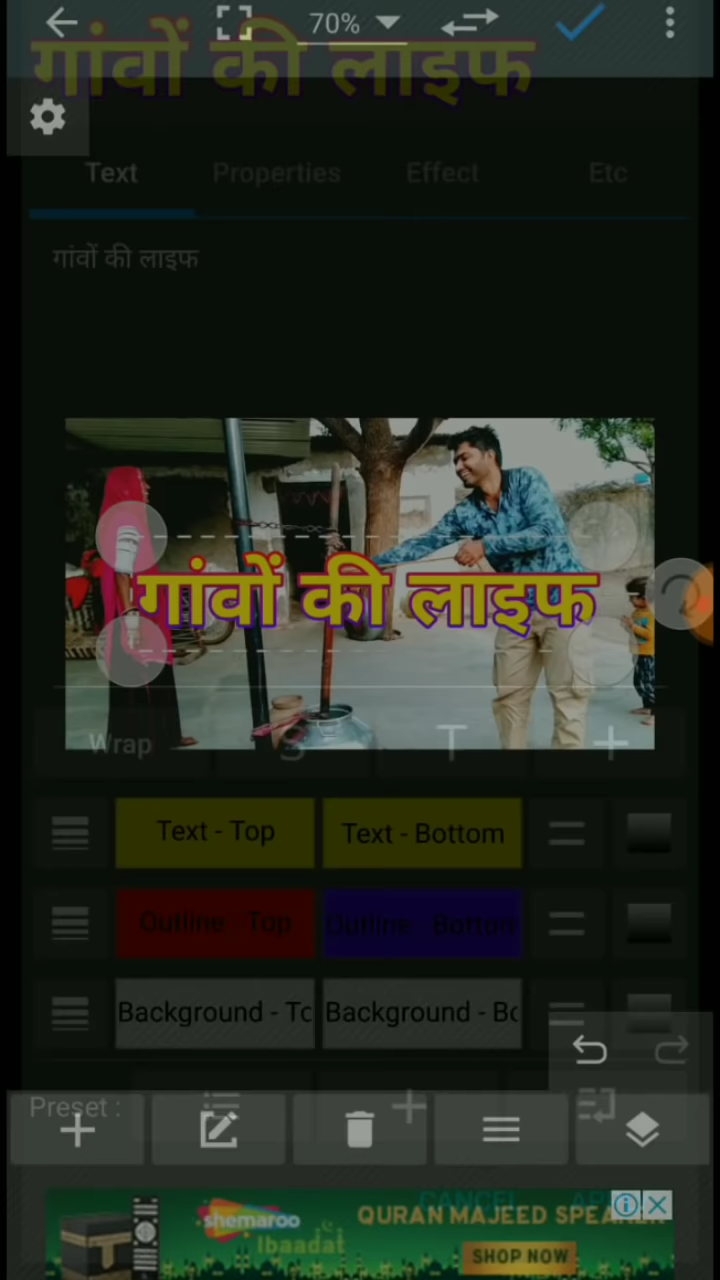 70%
गांवों की लाइफ
Text Properties Effect Etc
गांवों की लाइफ
गांवों की लाइफ
Wrap S T
Text - Top Text - Bottom
Outline - Top Outline - Bottom
Background - To Background - Bo
Preset :
CANCEL
shemaroo
Ibaadat
QURAN MAJEED SPEAKER
SHOP NOW